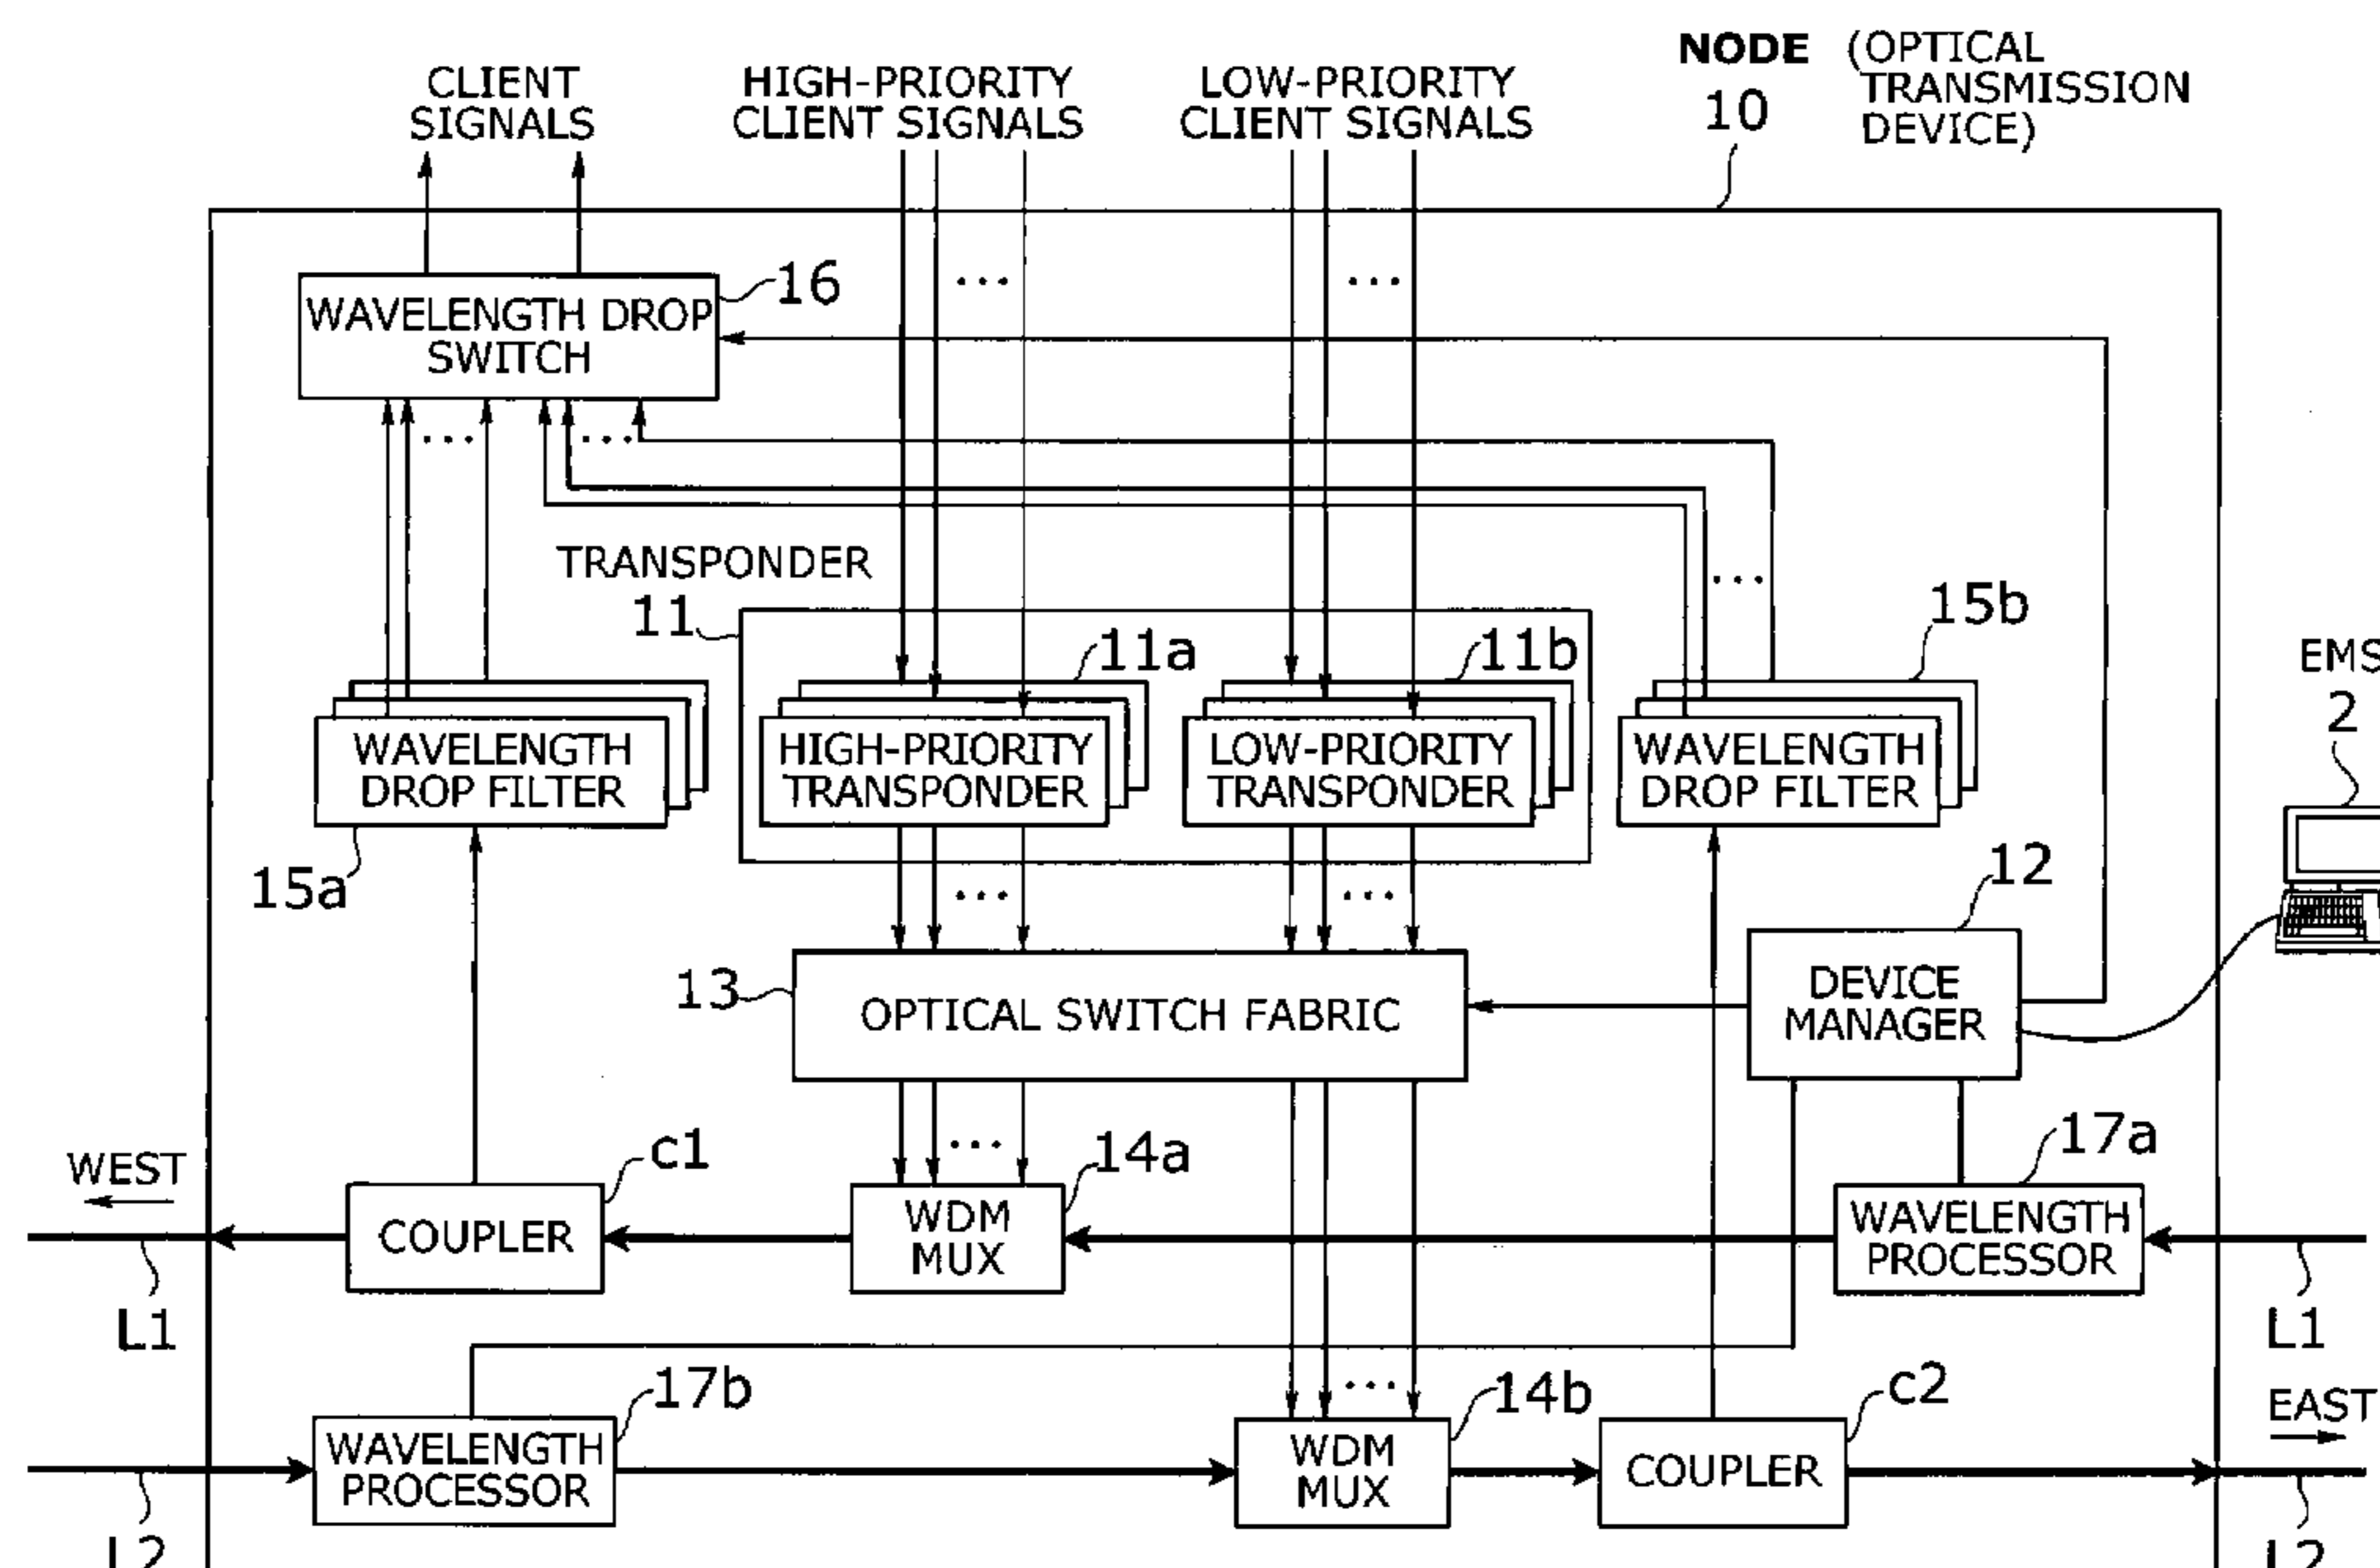 NODE (OPTICAL
TRANSMISSION
DEVICE)
10
CLIENT
SIGNALS
HIGH-PRIORITY
CLIENT SIGNALS
LOW-PRIORITY
CLIENT SIGNALS
WAVELENGTH DROP
SWITCH
16
...
...
...
...
TRANSPONDER
11
...
15b
11a
11b
EMS
2
WAVELENGTH
DROP FILTER
HIGH-PRIORITY
TRANSPONDER
LOW-PRIORITY
TRANSPONDER
WAVELENGTH
DROP FILTER
15a
...
...
12
13
OPTICAL SWITCH FABRIC
DEVICE
MANAGER
WEST
c1
...
14a
17a
COUPLER
WDM
MUX
WAVELENGTH
PROCESSOR
L1
L1
17b
...
14b
c2
EAST
WAVELENGTH
PROCESSOR
WDM
MUX
COUPLER
L2
L2